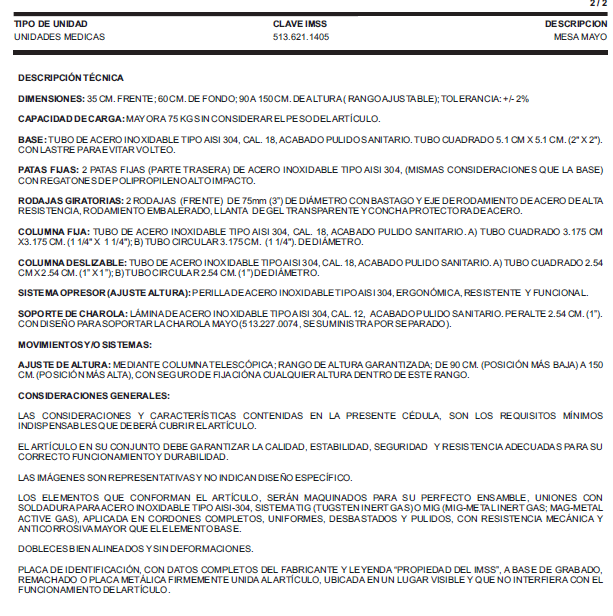 2 / 2
TIPO DE UNIDAD CLAVE IMSS DESCRIPCION
UNIDADES MEDICAS 513.621.1405 MESA MAYO
DESCRIPCIÓN TÉCNICA
DIMENSIONES: 35 CM. FRENTE; 60 CM. DE FONDO; 90 A 150 CM. DE ALTURA ( RANGO AJUSTABLE); TOLERANCIA: +/- 2%
CAPACIDAD DE CARGA: MAYOR A 75 KG SIN CONSIDERAR EL PESO DEL ARTÍCULO.
BASE: TUBO DE ACERO INOXIDABLE TIPO AISI 304, CAL. 18, ACABADO PULIDO SANITARIO. TUBO CUADRADO 5.1 CM X 5.1 CM. (2" X 2").
CON LASTRE PARA EVITAR VOLTEO.
PATAS FIJAS: 2 PATAS FIJAS (PARTE TRASERA) DE ACERO INOXIDABLE TIPO AISI 304, (MISMAS CONSIDERACIONES QUE LA BASE)
CON REGATONES DE POLIPROPILENO ALTO IMPACTO.
RODAJAS GIRATORIAS: 2 RODAJAS (FRENTE) DE 75mm (3") DE DIÁMETRO CON BASTAGO Y EJE DE RODAMIENTO DE ACERO DE ALTA
RESISTENCIA, RODAMIENTO EMBALERADO, LLANTA DE GEL TRANSPARENTE Y CONCHA PROTECTORA DE ACERO.
COLUMNA FIJA: TUBO DE ACERO INOXIDABLE TIPO AISI 304, CAL. 18, ACABADO PULIDO SANITARIO. A) TUBO CUADRADO 3.175 CM
X3.175 CM. (1 1/4" X 1 1/4"); B) TUBO CIRCULAR 3.175 CM. (1 1/4"). DE DIÁMETRO.
COLUMNA DESLIZABLE: TUBO DE ACERO INOXIDABLE TIPO AISI 304, CAL. 18, ACABADO PULIDO SANITARIO. A) TUBO CUADRADO 2.54
CM X 2.54 CM. (1" X 1"); B) TUBO CIRCULAR 2.54 CM. (1") DE DIÁMETRO.
SISTEMA OPRESOR (AJUSTE ALTURA): PERILLA DE ACERO INOXIDABLE TIPO AISI 304, ERGONÓMICA, RESISTENTE Y FUNCIONAL.
SOPORTE DE CHAROLA: LÁMINA DE ACERO INOXIDABLE TIPO AISI 304, CAL. 12, ACABADO PULIDO SANITARIO. PERALTE 2.54 CM. (1").
CON DISEÑO PARA SOPORTAR LA CHAROLA MAYO (513.227.0074, SE SUMINISTRA POR SEPARADO).
MOVIMIENTOS Y/O SISTEMAS:
AJUSTE DE ALTURA: MEDIANTE COLUMNA TELESCÓPICA; RANGO DE ALTURA GARANTIZADA; DE 90 CM. (POSICIÓN MÁS BAJA) A 150
CM. (POSICIÓN MÁS ALTA), CON SEGURO DE FIJACIÓN A CUALQUIER ALTURA DENTRO DE ESTE RANGO.
CONSIDERACIONES GENERALES:
LAS CONSIDERACIONES Y CARACTERÍSTICAS CONTENIDAS EN LA PRESENTE CÉDULA, SON LOS REQUISITOS MÍNIMOS
INDISPENSABLES QUE DEBERÁ CUBRIR EL ARTÍCULO.
EL ARTÍCULO EN SU CONJUNTO DEBE GARANTIZAR LA CALIDAD, ESTABILIDAD, SEGURIDAD Y RESISTENCIA ADECUADAS PARA SU
CORRECTO FUNCIONAMIENTO Y DURABILIDAD.
LAS IMÁGENES SON REPRESENTATIVAS Y NO INDICAN DISEÑO ESPECÍFICO.
LOS ELEMENTOS QUE CONFORMAN EL ARTÍCULO, SERÁN MAQUINADOS PARA SU PERFECTO ENSAMBLE, UNIONES CON
SOLDADURA PARA ACERO INOXIDABLE TIPO AISI-304, SISTEMA TIG (TUGSTEN INERT GAS) O MIG (MIG-METAL INERT GAS; MAG-METAL
ACTIVE GAS), APLICADA EN CORDONES COMPLETOS, UNIFORMES, DESBASTADOS Y PULIDOS, CON RESISTENCIA MECÁNICA Y
ANTICORROSIVA MAYOR QUE EL ELEMENTO BASE.
DOBLECES BIEN ALINEADOS Y SIN DEFORMACIONES.
PLACA DE IDENTIFICACIÓN, CON DATOS COMPLETOS DEL FABRICANTE Y LEYENDA "PROPIEDAD DEL IMSS", A BASE DE GRABADO,
REMACHADO O PLACA METÁLICA FIRMEMENTE UNIDA AL ARTÍCULO, UBICADA EN UN LUGAR VISIBLE Y QUE NO INTERFIERA CON EL
FUNCIONAMIENTO DEL ARTÍCULO.